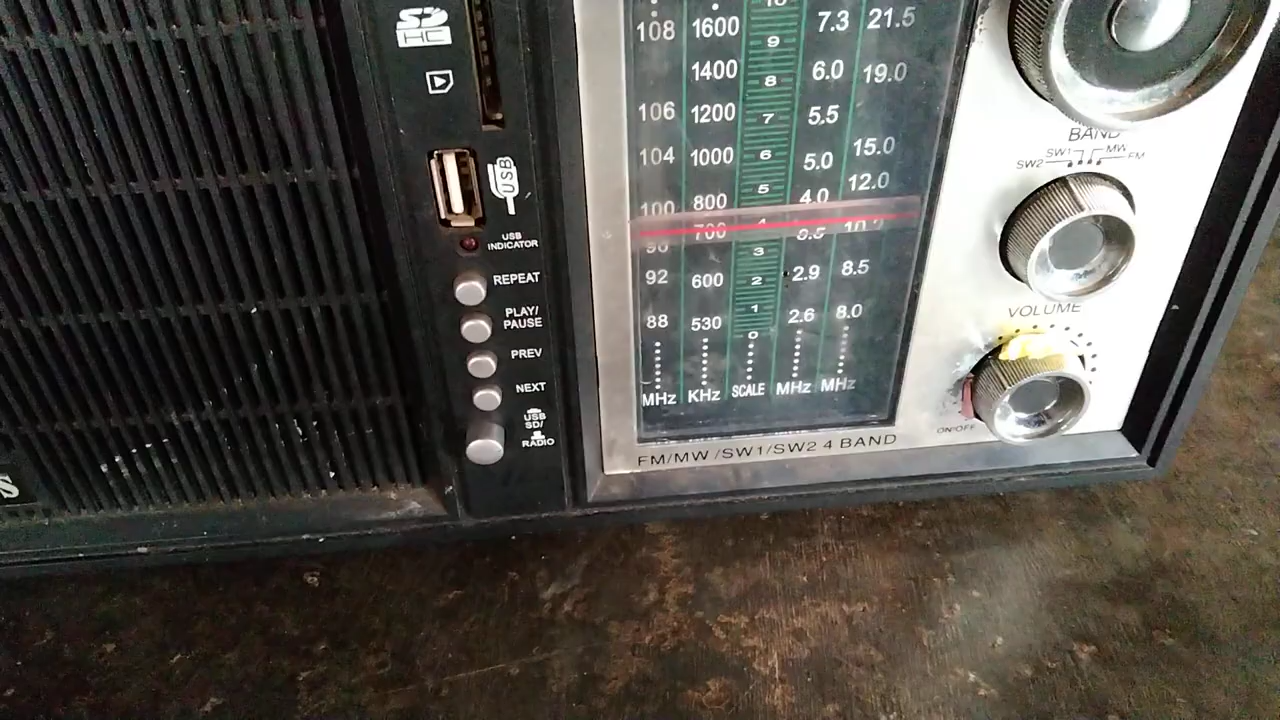 SD
HC
108 1600 10 7.3 21.5
9
1400 8 6.0 19.0
106 1200 7 5.5
104 1000 6 5.0 15.0
5 12.0
100 800 4.0
700
3
92 600 2 2.9 8.5
88 530 1 2.6 8.0
0
MHz KHz SCALE MHz MHz
FM/MW/SW1/SW2 4 BAND
USB
USB
INDICATOR
REPEAT
PLAY/
PAUSE
PREV
NEXT
USB
SD/
RADIO
S
BAND
SW2 SW1 MW FM
VOLUME
ON/OFF